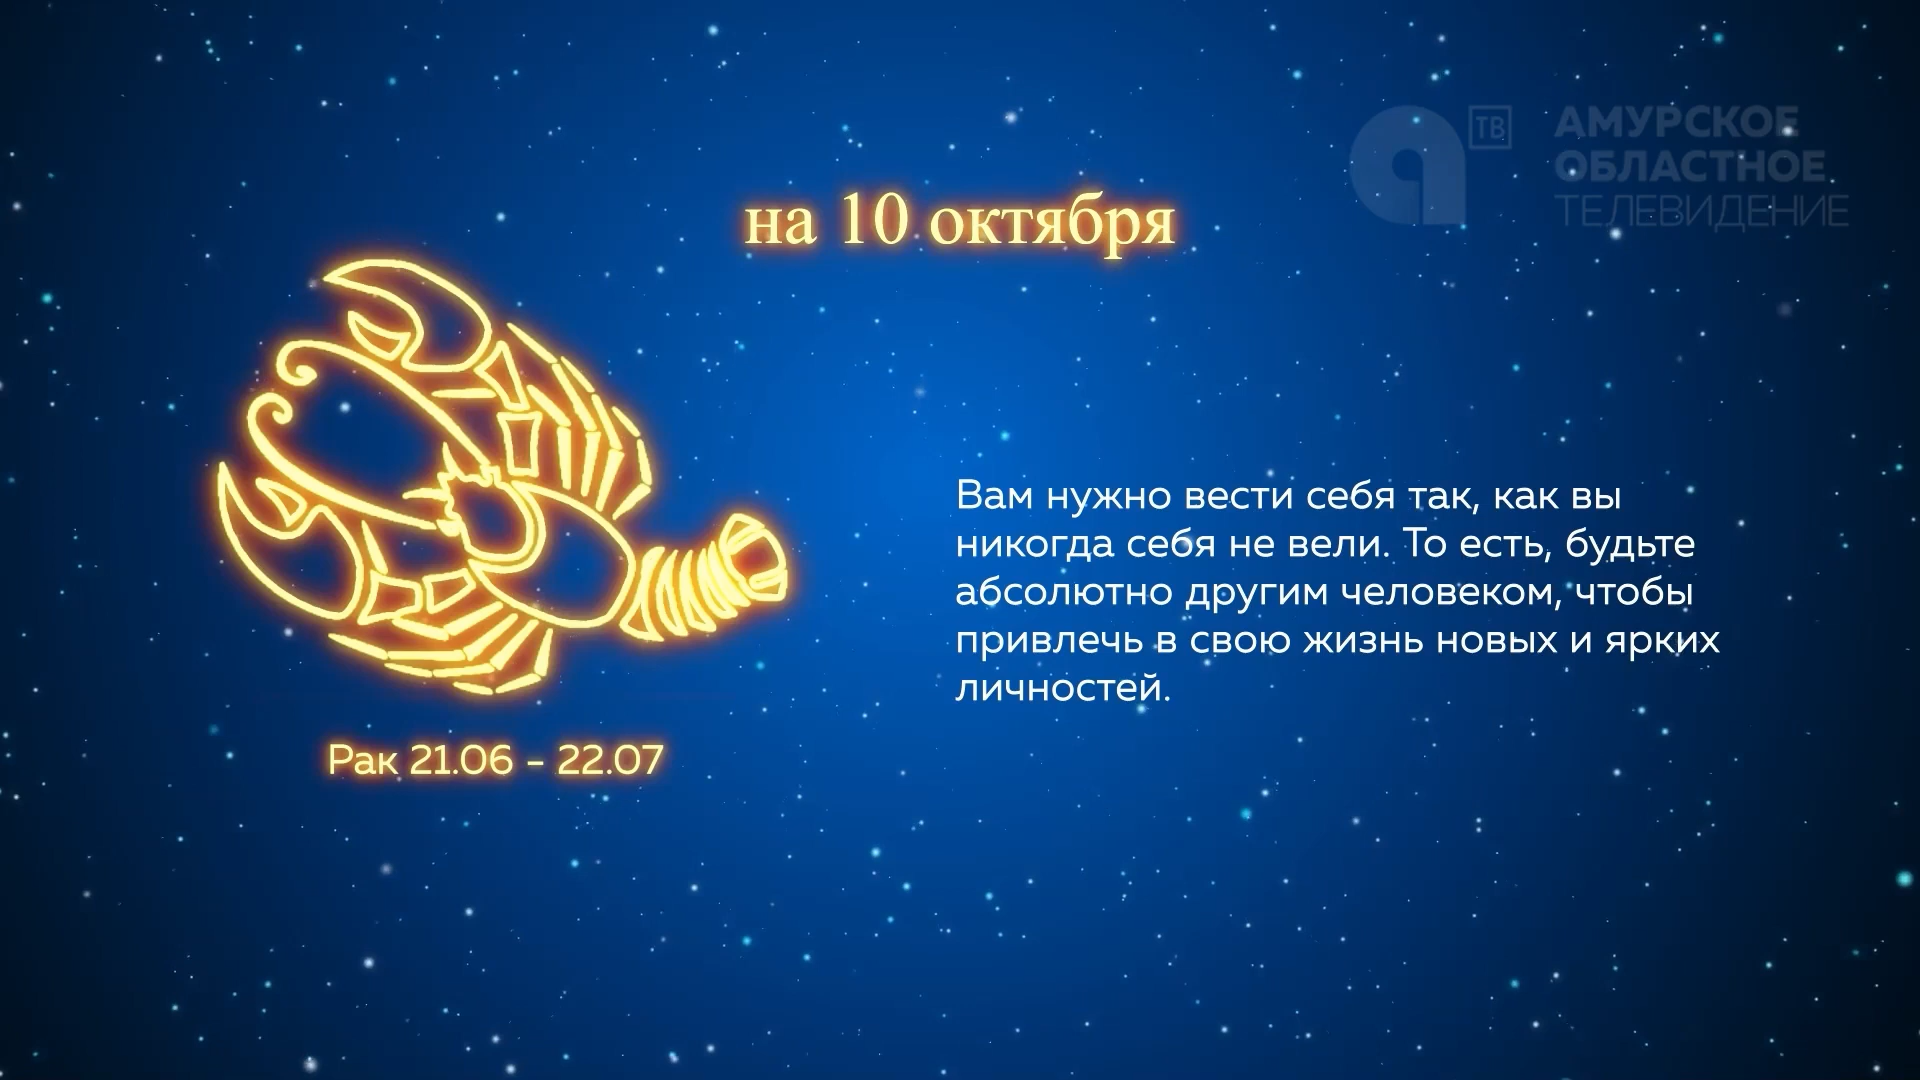 ТВ
АМУРСКОЕ
ОБЛАСТНОЕ
ТЕЛЕВИДЕНИЕ
на 10 октября
Вам нужно вести себя так, как вы
никогда себя не вели. То есть, будьте
абсолютно другим человеком, чтобы
привлечь в свою жизнь новых и ярких
личностей.
Рак 21.06 - 22.07